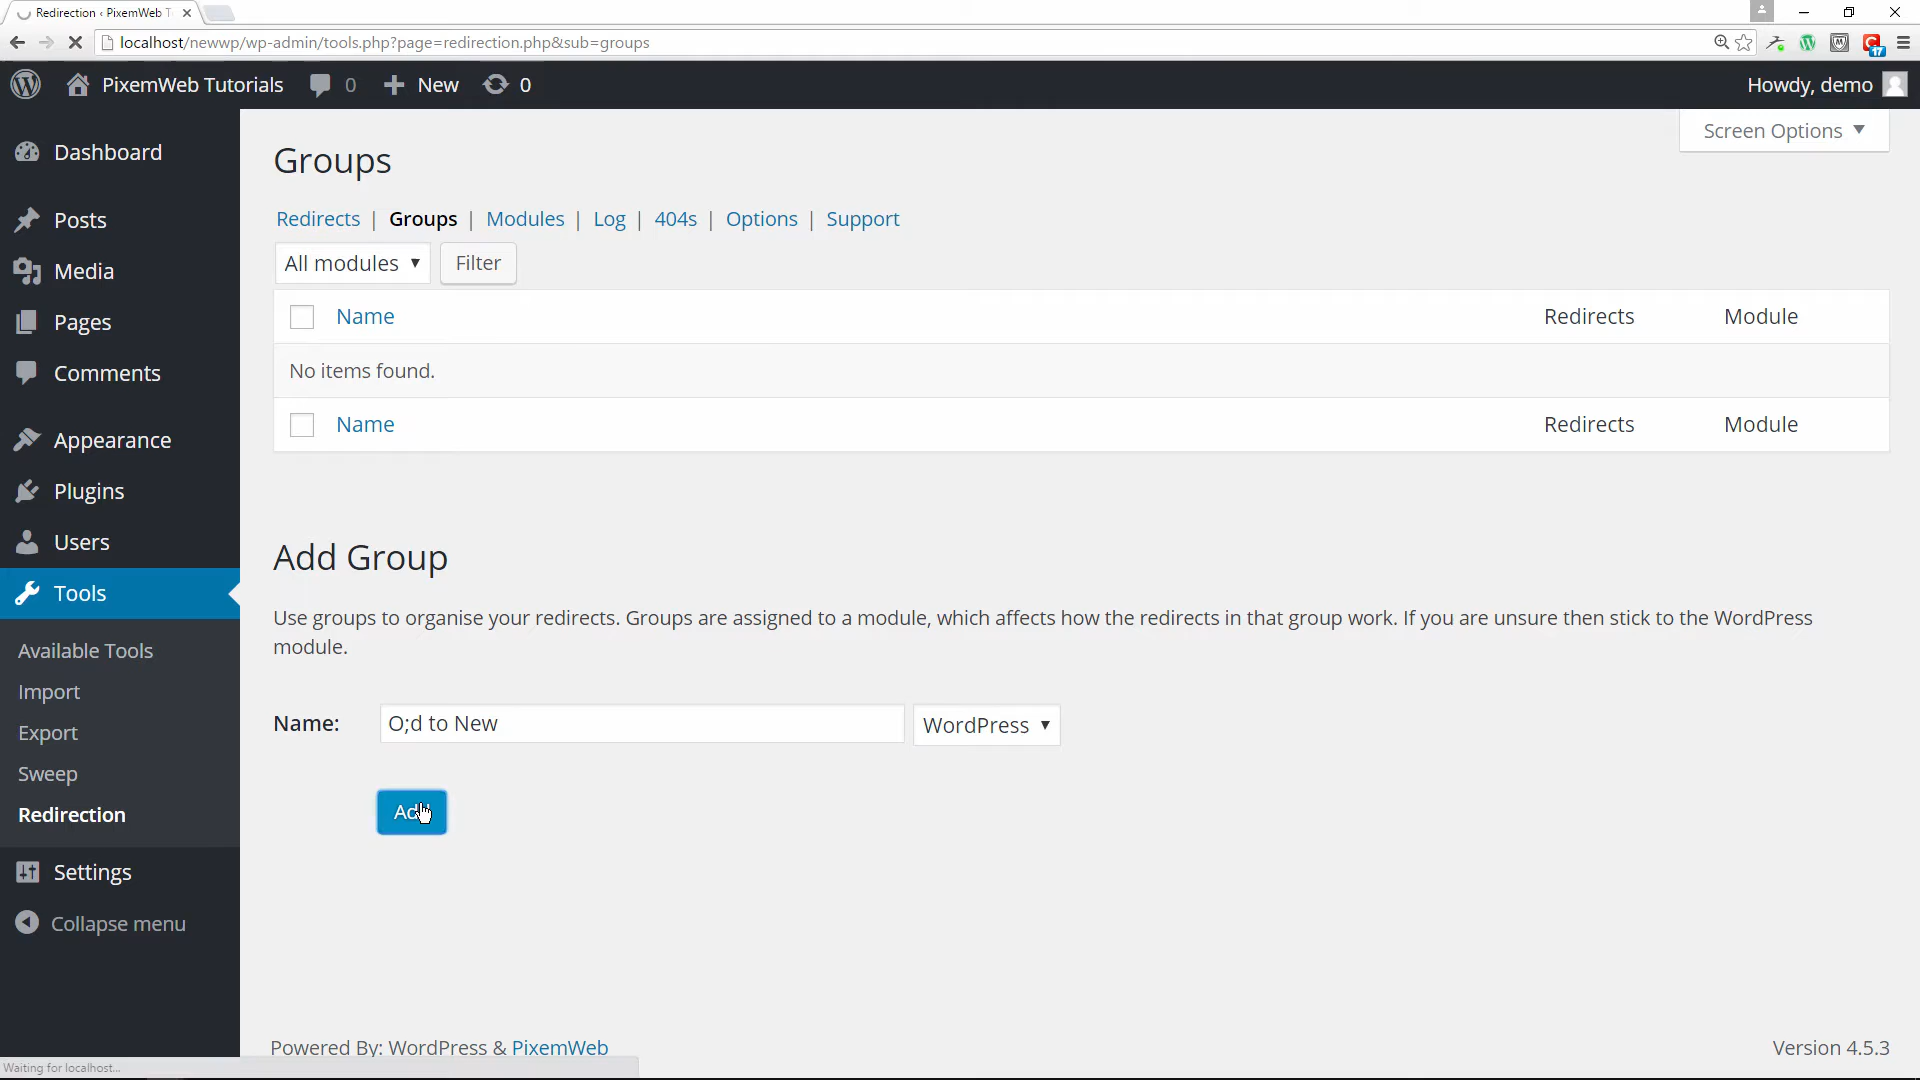 Redirection ‹ PixemWeb T
localhost/newwp/wp-admin/tools.php?page=redirection.php&sub=groups
17
PixemWeb Tutorials 0 New 0 Howdy, demo
Screen Options
Dashboard
Posts
Media
Pages
Comments
Appearance
Plugins
Users
Tools
Available Tools
Import
Export
Sweep
Redirection
Settings
Collapse menu
Groups
Redirects | Groups | Modules | Log | 404s | Options | Support
All modules Filter
Name Redirects Module
No items found.
Name Redirects Module
Add Group
Use groups to organise your redirects. Groups are assigned to a module, which affects how the redirects in that group work. If you are unsure then stick to the WordPress
module.
Name: O;d to New WordPress
Add
Powered By: WordPress & PixemWeb Version 4.5.3
Waiting for localhost...